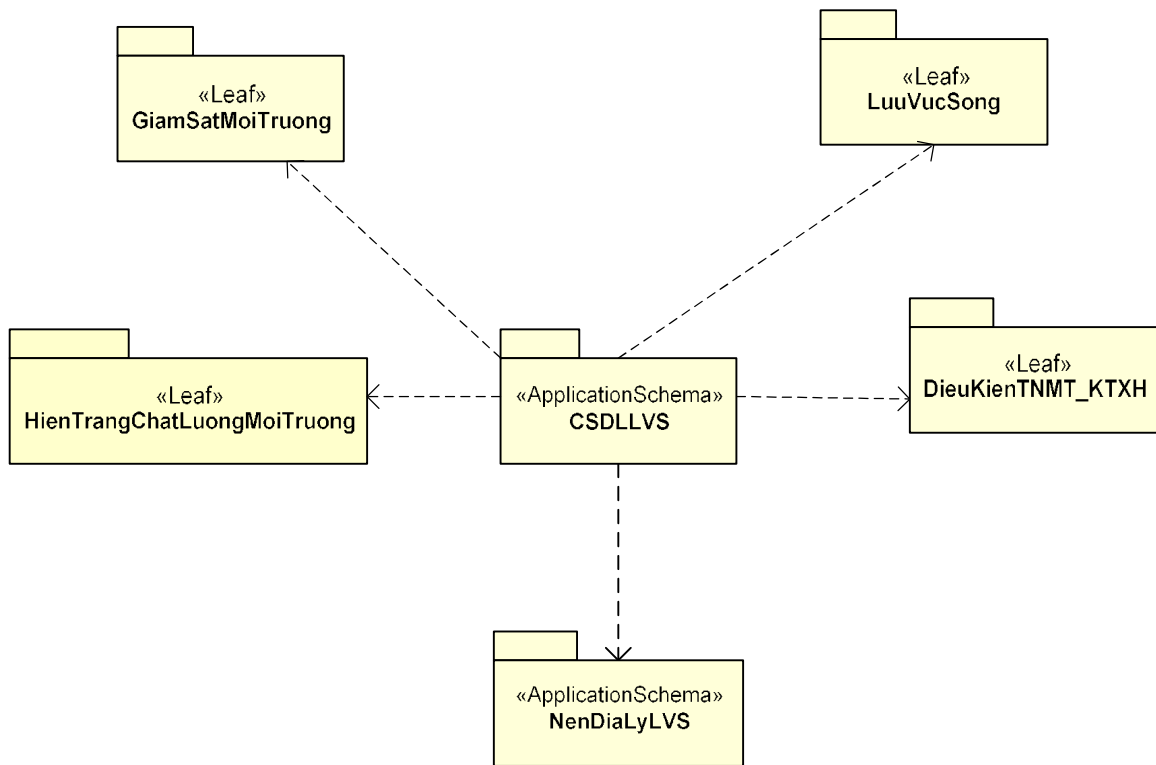 «Leaf»
GiamSatMoiTruong
«Leaf»
LuuVucSong
«Leaf»
HienTrangChatLuongMoiTruong
«ApplicationSchema»
CSDLLVS
«Leaf»
DieuKienTNMT_KTXH
«ApplicationSchema»
NenDiaLyLVS